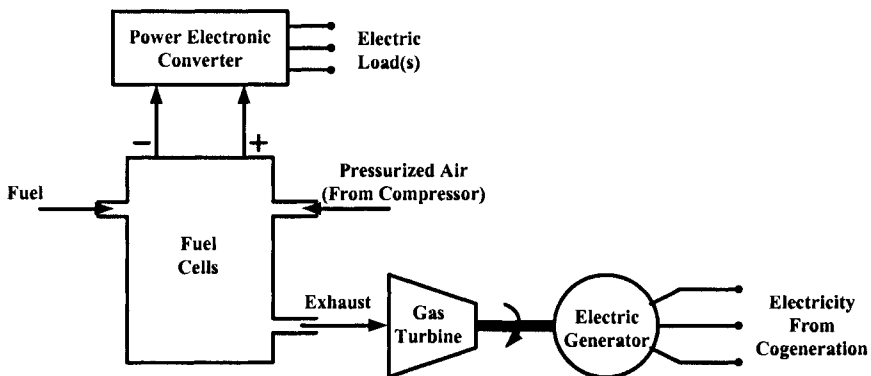 Power Electronic
Converter
Electric
Load(s)
−
+
Fuel
Pressurized Air
(From Compressor)
Fuel
Cells
Exhaust
Gas
Turbine
Electric
Generator
Electricity
From
Cogeneration